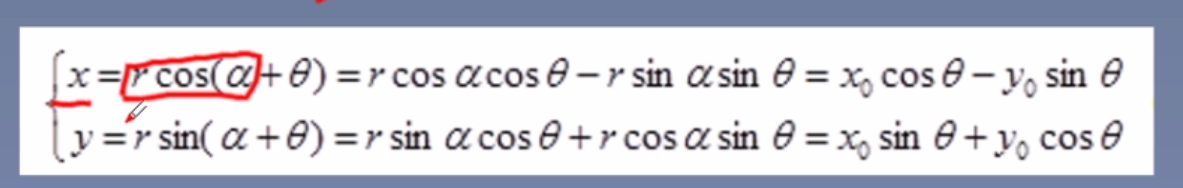 x = r cos(α + θ) = r cos α cos θ − r sin α sin θ = x₀ cos θ − y₀ sin θ
y = r sin(α + θ) = r sin α cos θ + r cos α sin θ = x₀ sin θ + y₀ cos θ